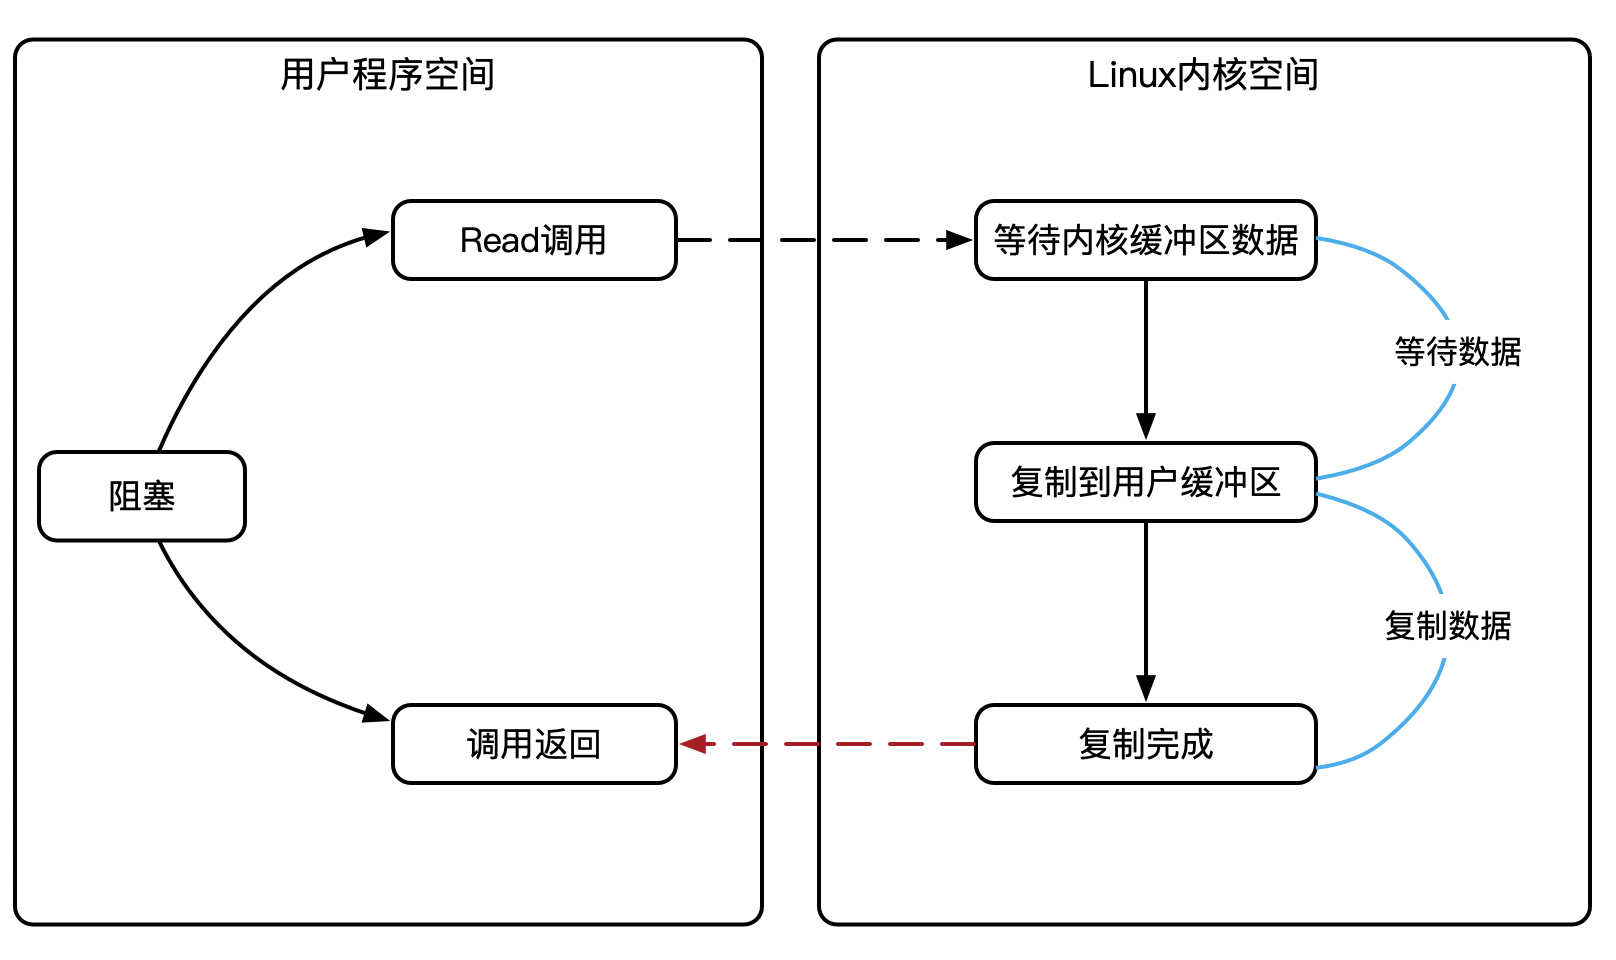 用户程序空间
Linux内核空间
Read调用
等待内核缓冲区数据
等待数据
阻塞
复制到用户缓冲区
复制数据
调用返回
复制完成